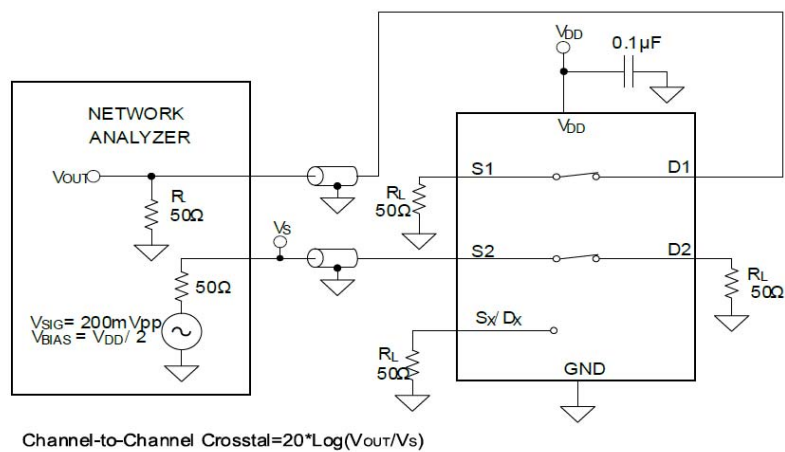 VDD
0.1µF
NETWORK
ANALYZER
VDD
VOUT
S1
D1
R
50Ω
RL
50Ω
VS
S2
D2
50Ω
RL
50Ω
VSIG= 200mVpp
VBIAS = VDD/ 2
SX/ DX
RL
50Ω
GND
Channel-to-Channel Crosstal=20*Log(VOUT/VS)